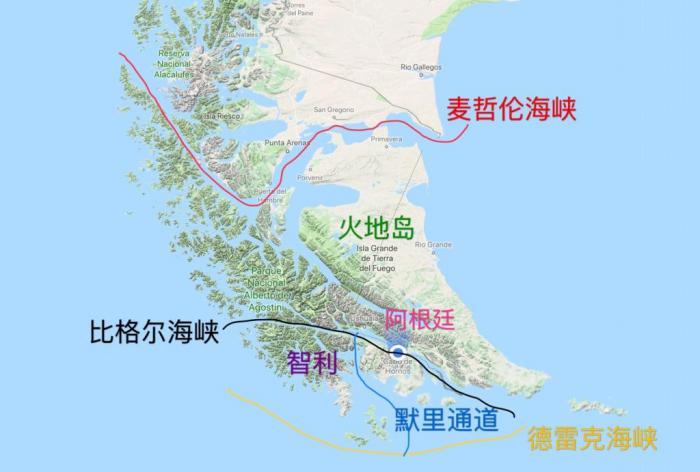 del Paine
Natales
Reserva
Nacional
Alacalufes
Rio Gallegos
San Gregorio
麦哲伦海峡
Isla Riesco
Primavera
Punta Arenas
Porvenir
Puerto del
Hambre
火地岛
Isla Grande
de Tierra
del Fuego
Rio Grande
Parque
Nacional
Alberto de
Agostini
阿根廷
比格尔海峡
Ushuaia
智利
Cabo de
Hornos
默里通道
德雷克海峡